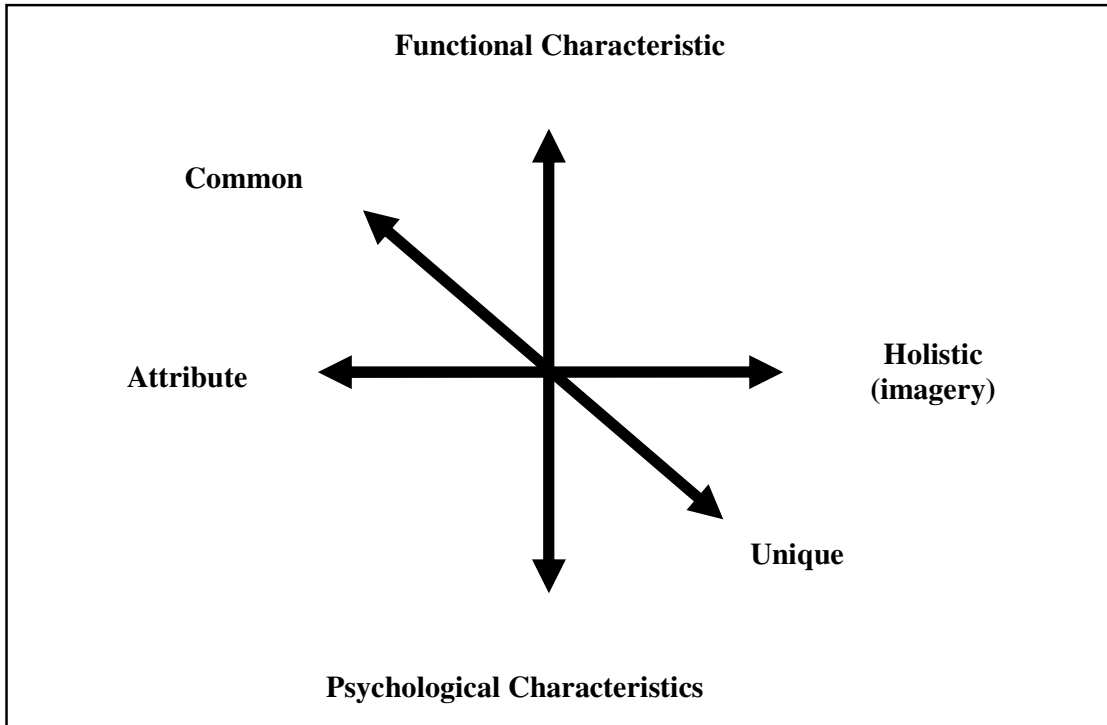 Functional Characteristic
Common
Attribute
Holistic
(imagery)
Unique
Psychological Characteristics